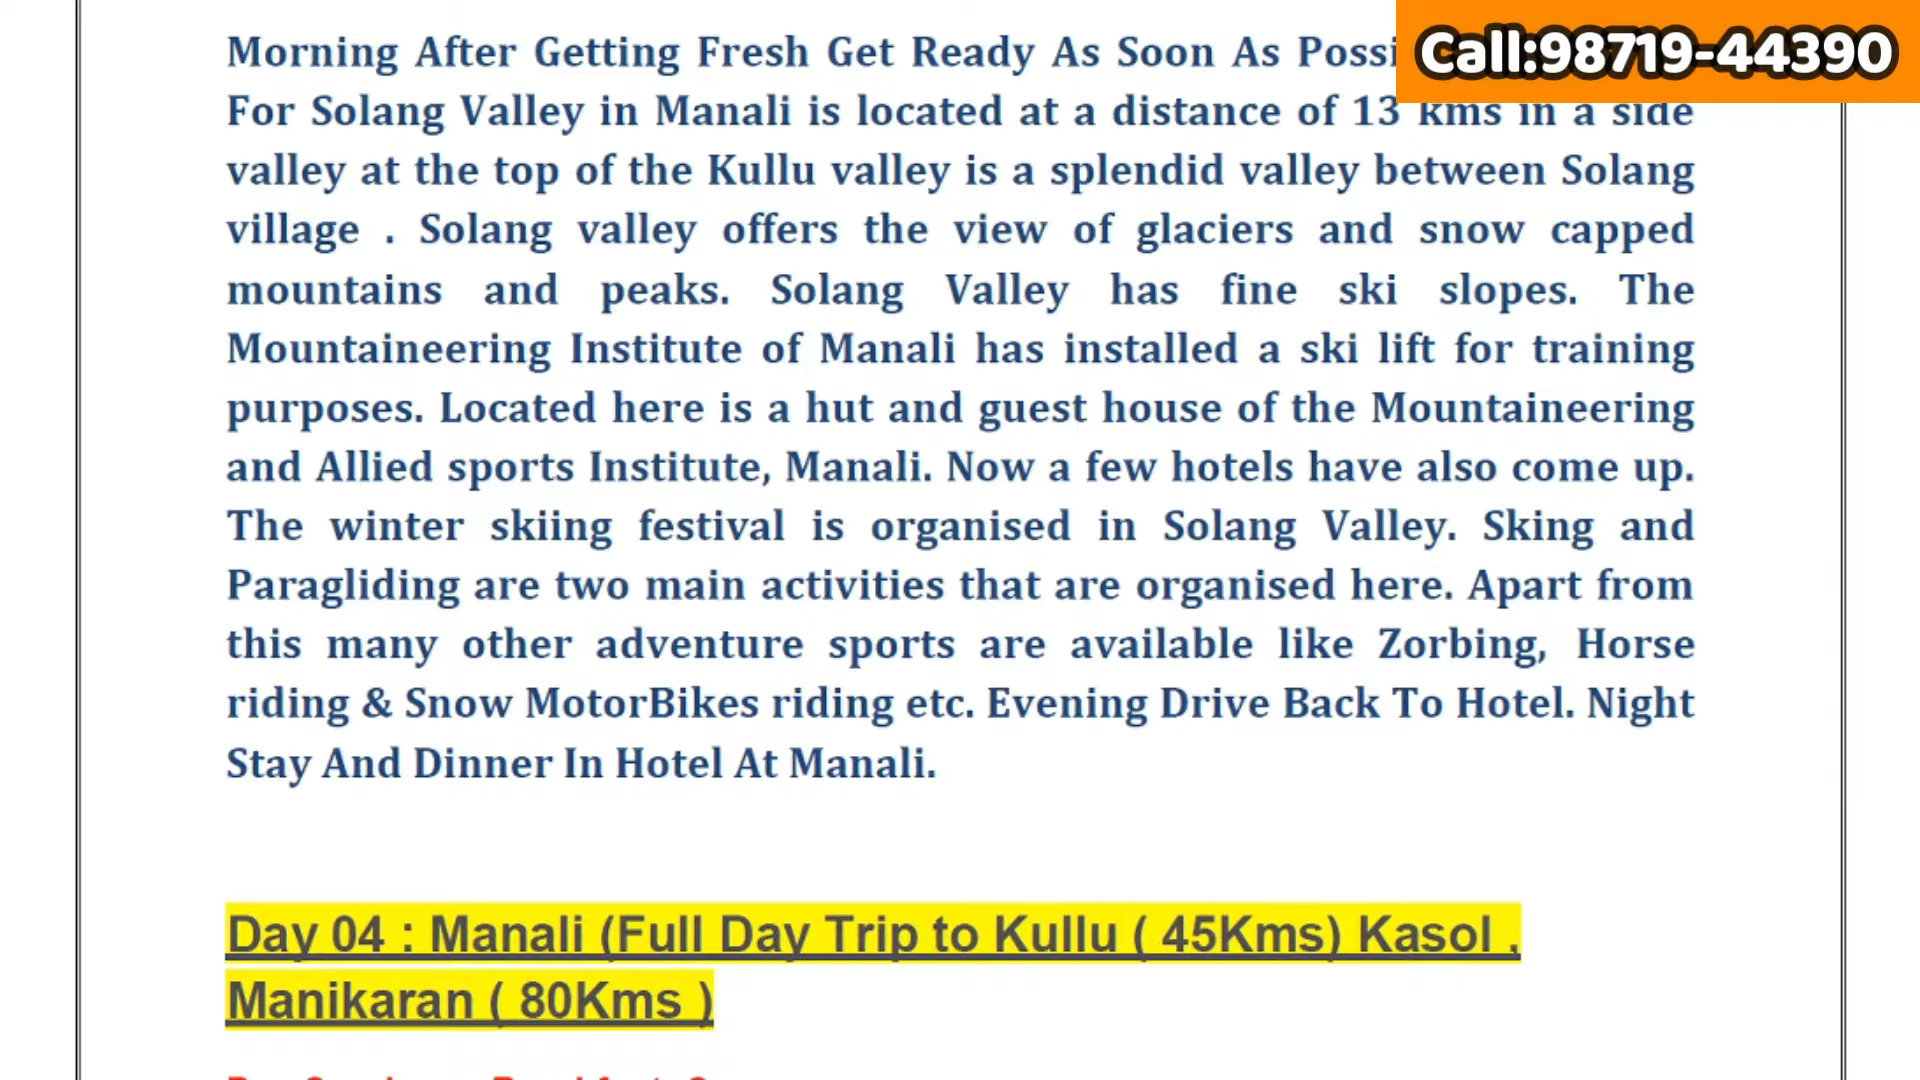 Morning After Getting Fresh Get Ready As Soon As
Call:98719-44390
For Solang Valley in Manali is located at a distance of 13 kms in a side
valley at the top of the Kullu valley is a splendid valley between Solang
village . Solang valley offers the view of glaciers and snow capped
mountains and peaks. Solang Valley has fine ski slopes. The
Mountaineering Institute of Manali has installed a ski lift for training
purposes. Located here is a hut and guest house of the Mountaineering
and Allied sports Institute, Manali. Now a few hotels have also come up.
The winter skiing festival is organised in Solang Valley. Sking and
Paragliding are two main activities that are organised here. Apart from
this many other adventure sports are available like Zorbing, Horse
riding & Snow MotorBikes riding etc. Evening Drive Back To Hotel. Night
Stay And Dinner In Hotel At Manali.
Day 04 : Manali (Full Day Trip to Kullu ( 45Kms) Kasol ,
Manikaran ( 80Kms )